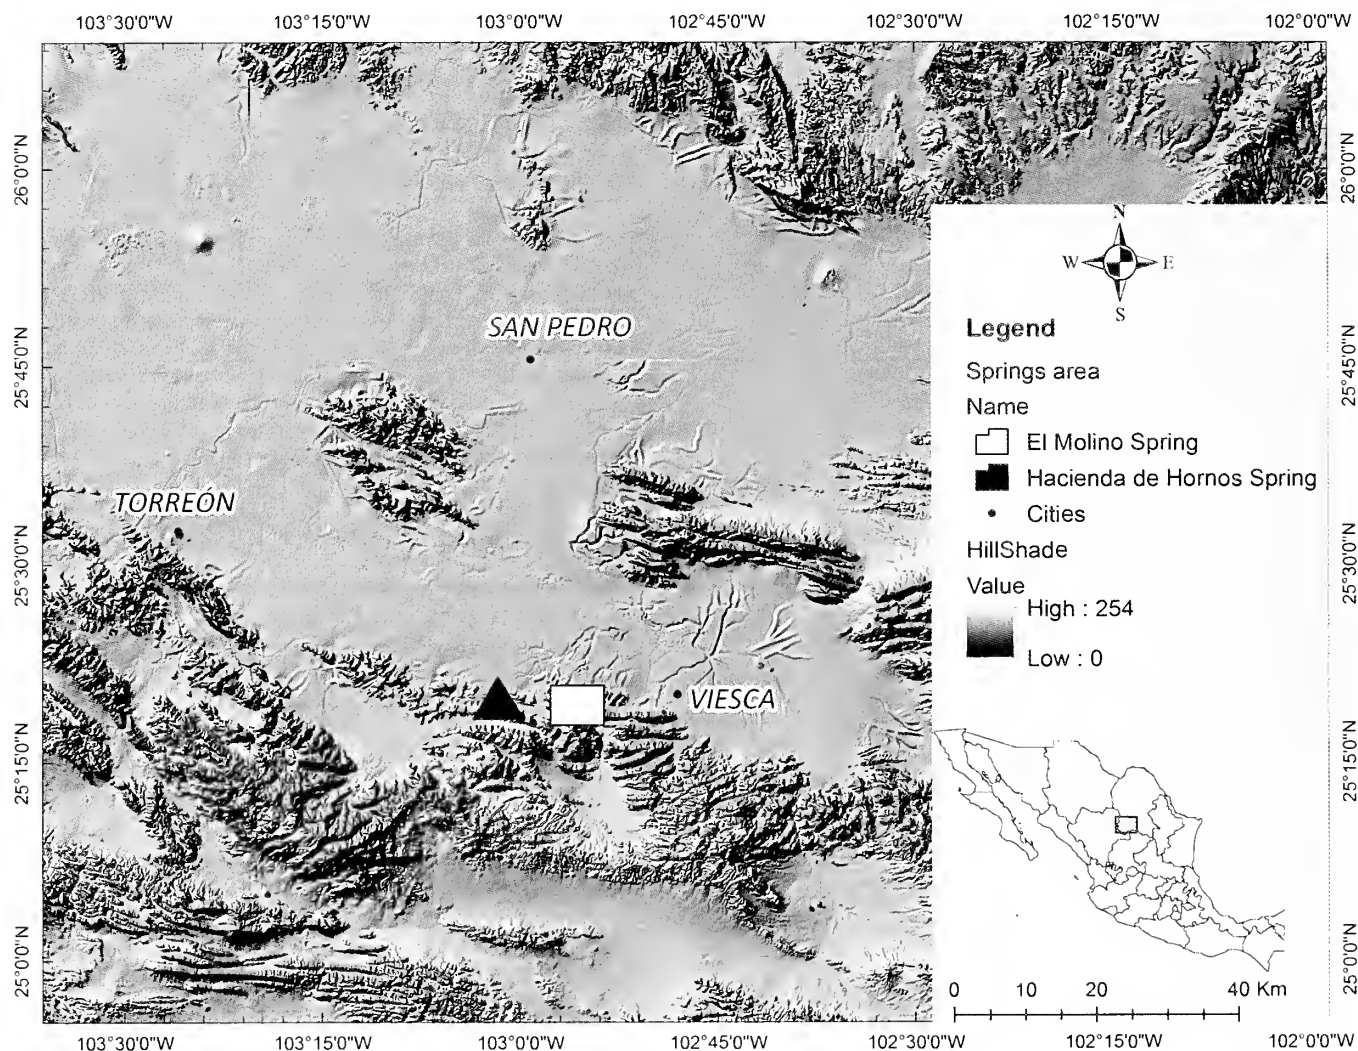 103°30'0"W 103°15'0"W 103°0'0"W 102°45'0"W 102°30'0"W 102°15'0"W 102°0'0"W
26°0'0"N 26°0'0"N
N
W E
S
SAN PEDRO
Legend
25°45'0"N 25°45'0"N
Springs area
Name
El Molino Spring
Hacienda de Hornos Spring
TORREÓN
Cities
HillShade
25°30'0"N 25°30'0"N
Value
High : 254
Low : 0
VIESCA
25°15'0"N 25°15'0"N
25°0'0"N 25°0'0"N
0 10 20 40 Km
103°30'0"W 103°15'0"W 103°0'0"W 102°45'0"W 102°30'0"W 102°15'0"W 102°0'0"W